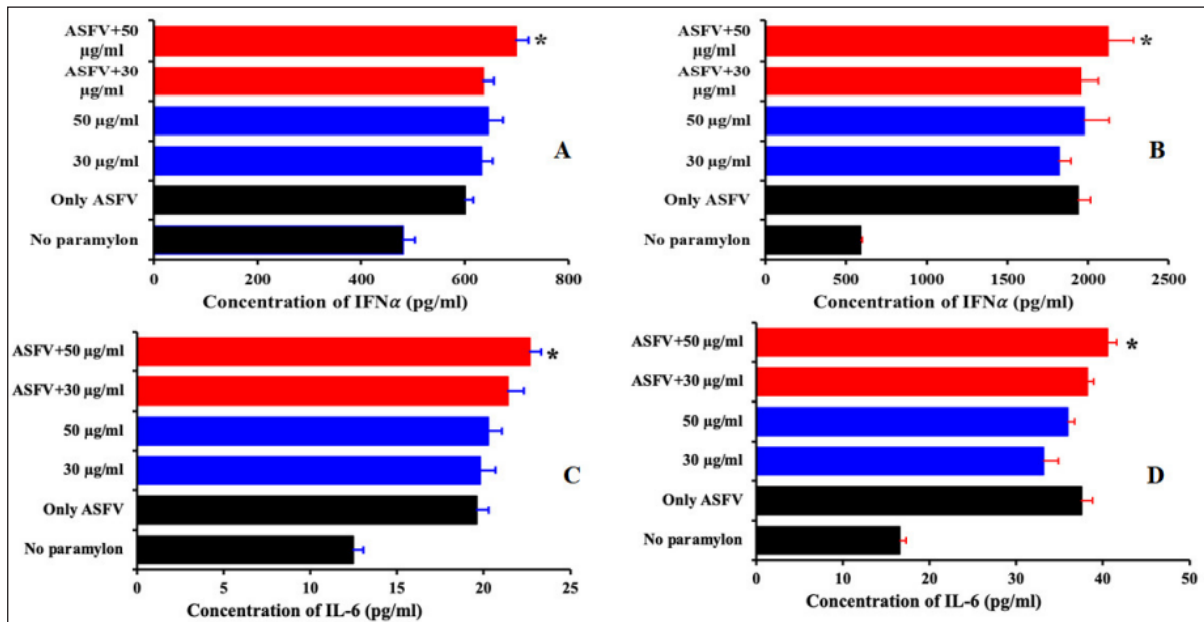 ASFV+50
µg/ml
ASFV+30
µg/ml
50 µg/ml
30 µg/ml
Only ASFV
No paramylon
*
A
0 200 400 600 800
Concentration of IFNα (pg/ml)
ASFV+50
µg/ml
ASFV+30
µg/ml
50 µg/ml
30 µg/ml
Only ASFV
No paramylon
*
B
0 500 1000 1500 2000 2500
Concentration of IFNα (pg/ml)
ASFV+50 µg/ml
ASFV+30 µg/ml
50 µg/ml
30 µg/ml
Only ASFV
No paramylon
*
C
0 5 10 15 20 25
Concentration of IL-6 (pg/ml)
ASFV+50 µg/ml
ASFV+30 µg/ml
50 µg/ml
30 µg/ml
Only ASFV
No paramylon
*
D
0 10 20 30 40 50
Concentration of IL-6 (pg/ml)